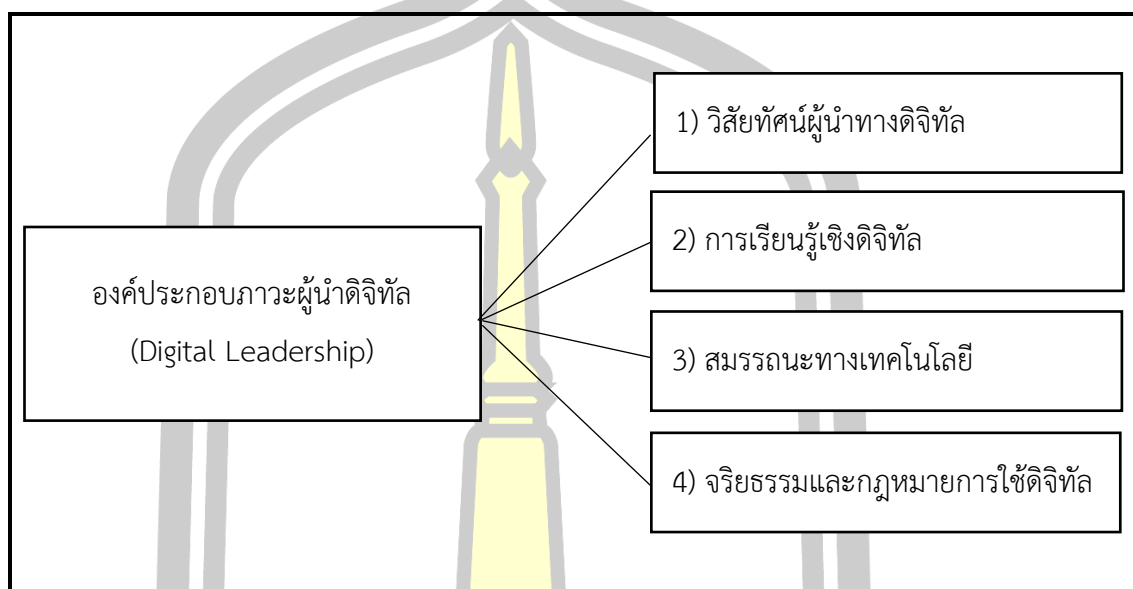 องค์ประกอบภาวะผู้นำดิจิทัล
(Digital Leadership)
1) วิสัยทัศน์ผู้นำทางดิจิทัล
2) การเรียนรู้เชิงดิจิทัล
3) สมรรถนะทางเทคโนโลยี
4) จริยธรรมและกฎหมายการใช้ดิจิทัล